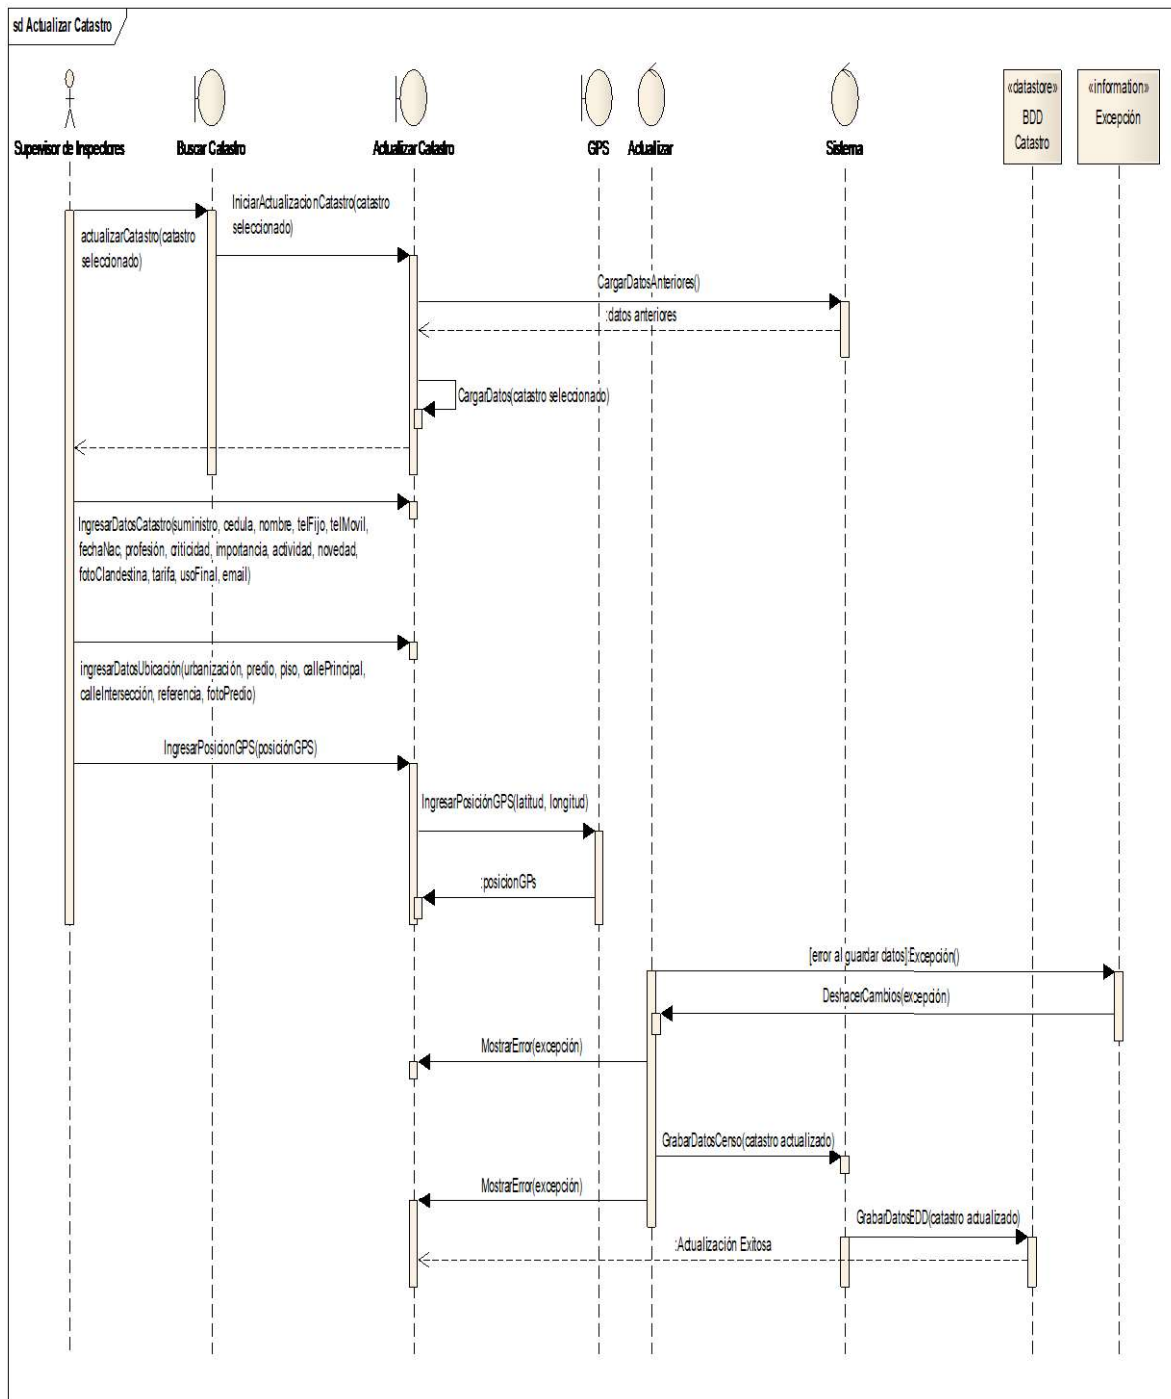 sd Actualizar Catastro
«datastore»
BDD
Catastro
«information»
Excepción
Supervisor de Inspectores
Buscar Catastro
Actualizar Catastro
GPS
Actualizar
Sistema
IniciarActualizacionCatastro(catastro
seleccionado)
actualizarCatastro(catastro
seleccionado)
CargarDatosAnteriores()
:datos anteriores
CargarDatos(catastro seleccionado)
IngresarDatosCatastro(suministro, cedula, nombre, telFijo, telMovil,
fechaNac, profesión, criticidad, importancia, actividad, novedad,
fotoClandestina, tarifa, usoFinal, email)
ingresarDatosUbicación(urbanización, predio, piso, callePrincipal,
calleIntersección, referencia, fotoPredio)
IngresarPosicionGPS(posiciónGPS)
IngresarPosiciónGPS(latitud, longitud)
:posicionGPs
[error al guardar datos]:Excepción()
DeshacerCambios(excepción)
MostrarError(excepción)
GrabarDatosCenso(catastro actualizado)
MostrarError(excepción)
GrabarDatosBDD(catastro actualizado)
:Actualización Exitosa